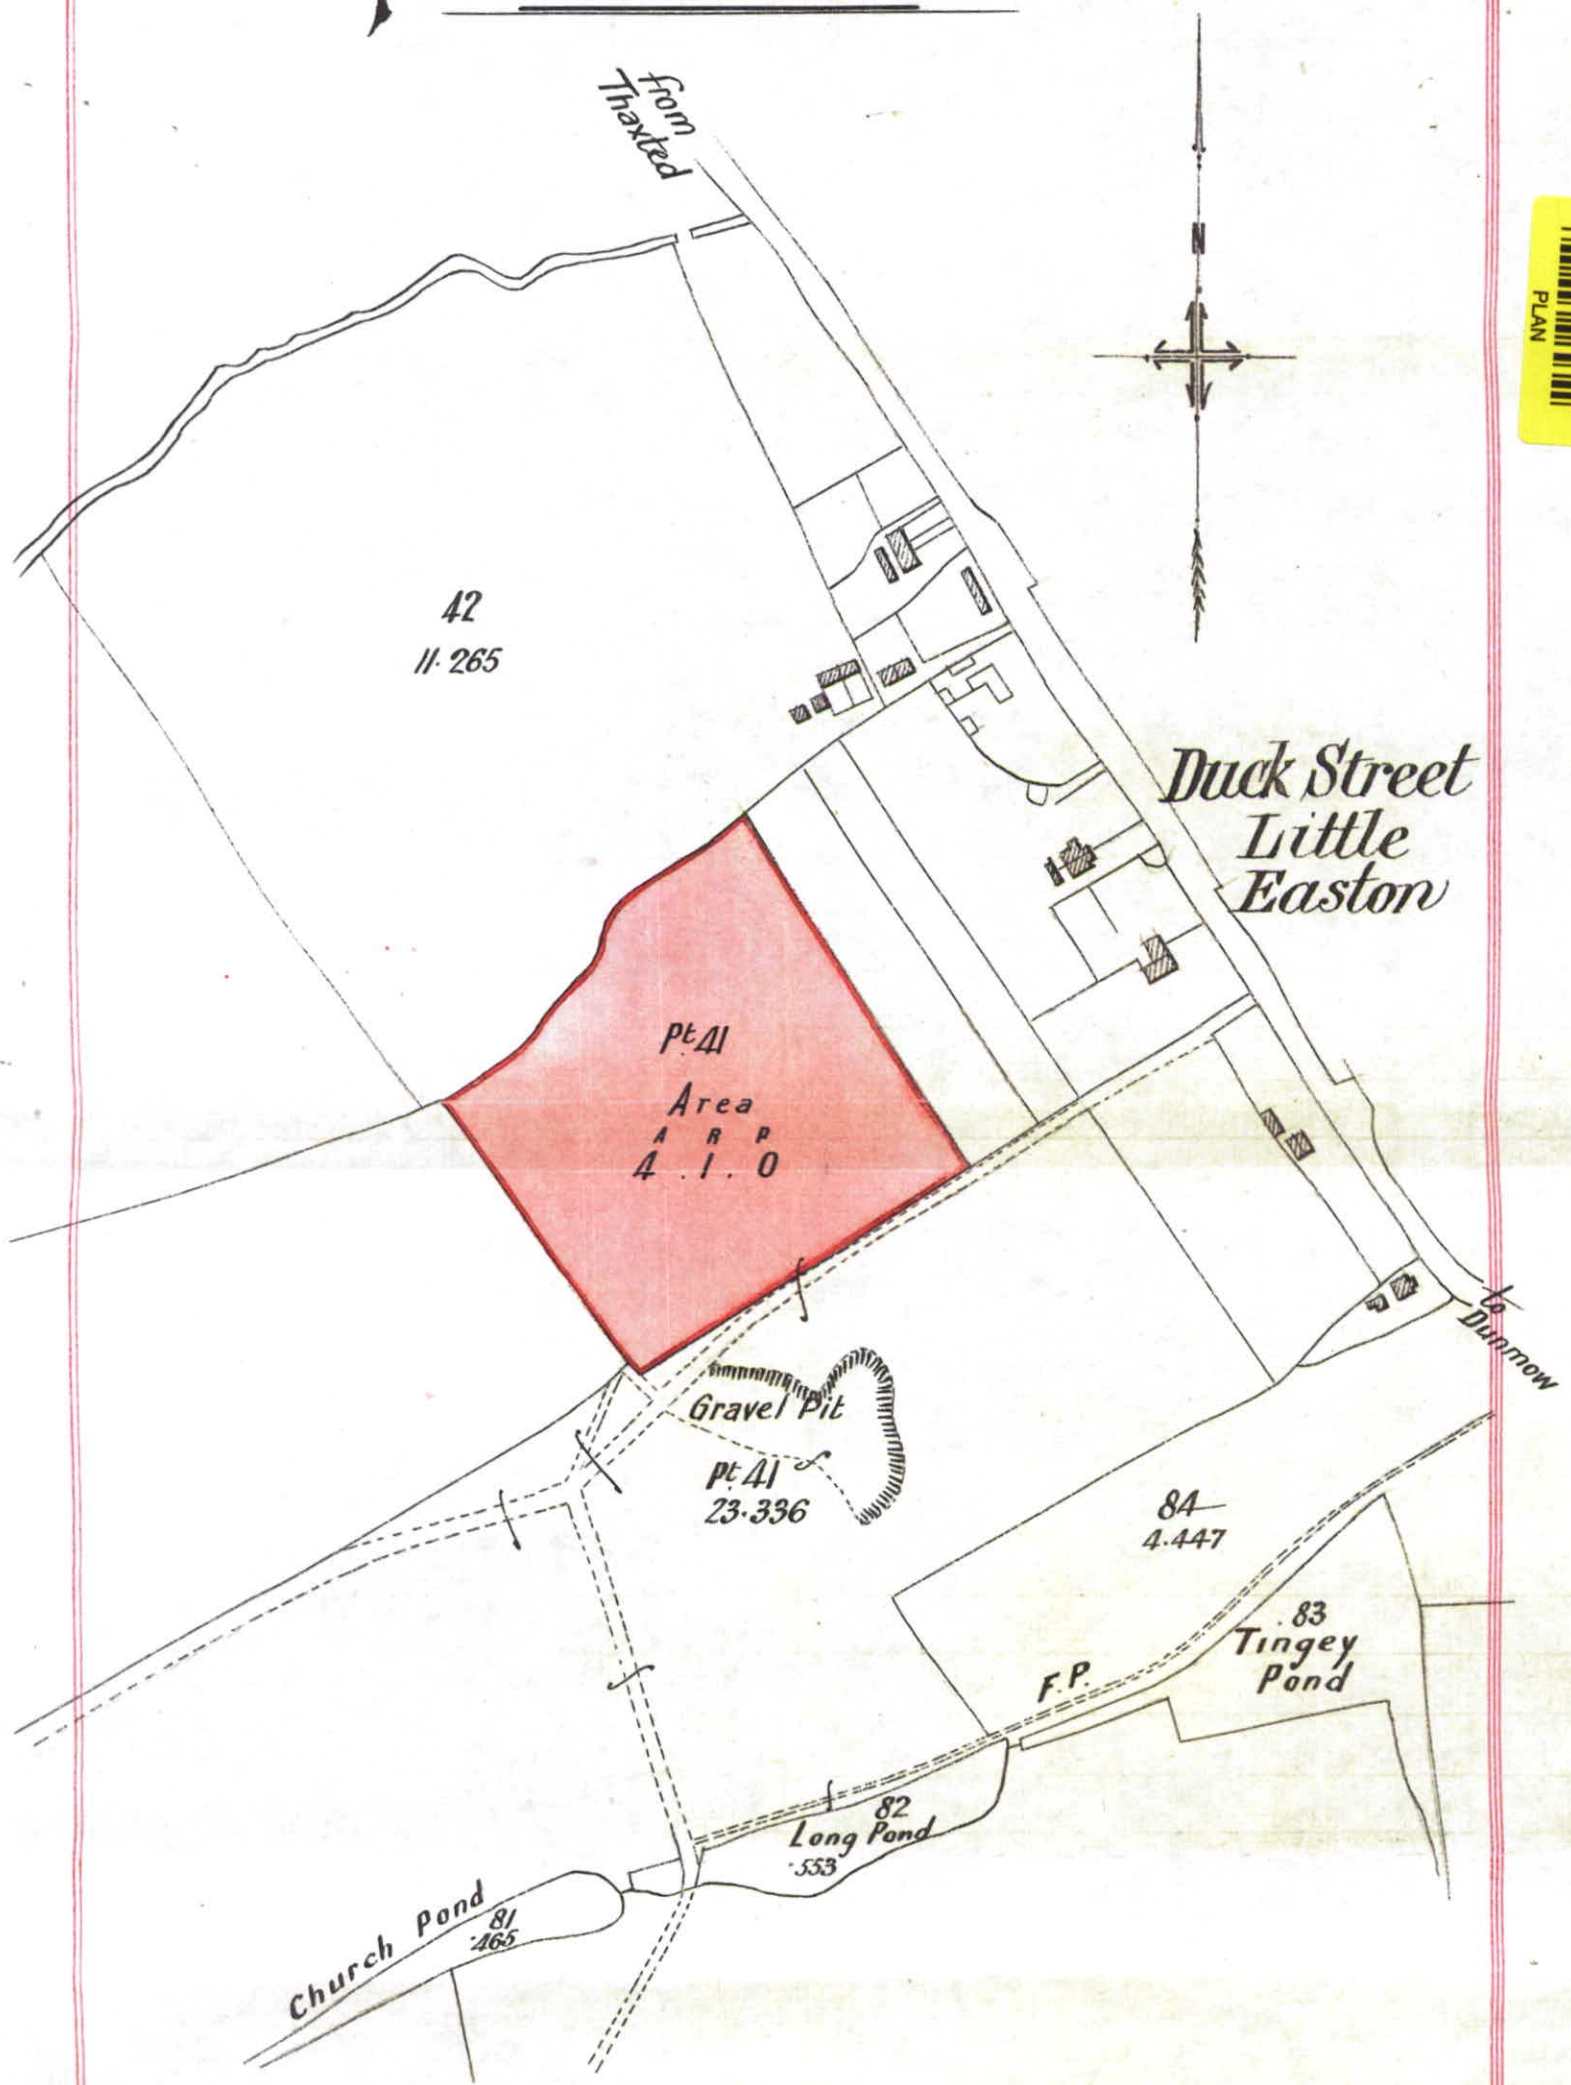 from
Thaxted
N
PLAN
42
11.265
Duck Street
Little
Easton
Pt. 41
Area
A R P
4 . 1 . 0
to
Dunmow
Gravel Pit
pt. 41
23.336
84
4.447
.83
Tingey
Pond
F.P.
82
Long Pond
.553
Church Pond
81
.465